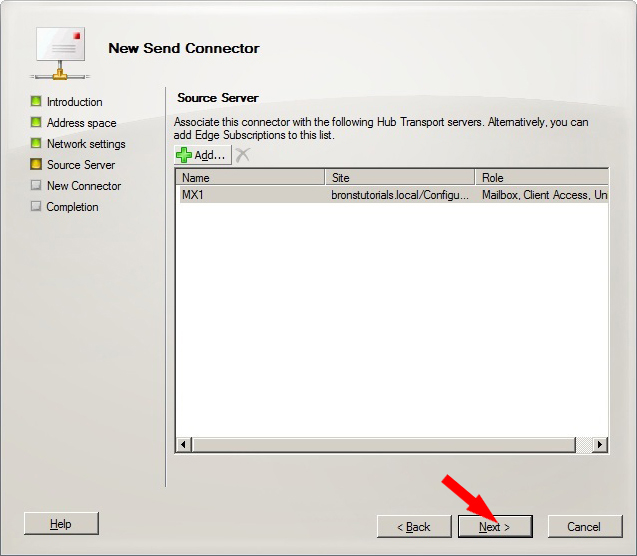 New Send Connector
Introduction
Address space
Network settings
Source Server
New Connector
Completion
Source Server
Associate this connector with the following Hub Transport servers. Alternatively, you can
add Edge Subscriptions to this list.
Add...
Name Site Role
MX1 bronstutorials.local/Configu... Mailbox, Client Access, Un
Help
< Back
Next >
Cancel